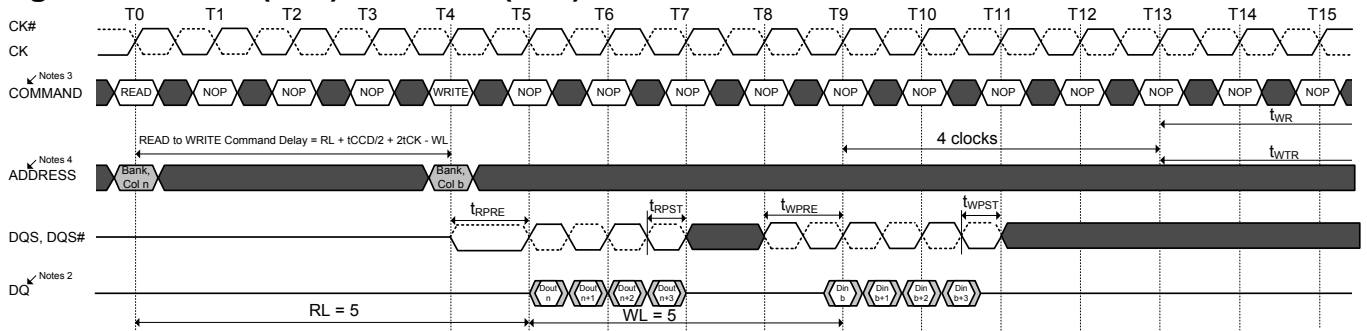 T0 T1 T2 T3 T4 T5 T6 T7 T8 T9 T10 T11 T12 T13 T14 T15
CK#
CK
Notes 3
COMMAND READ NOP NOP NOP WRITE NOP NOP NOP NOP NOP NOP NOP NOP NOP NOP NOP
tWR
READ to WRITE Command Delay = RL + tCCD/2 + 2tCK - WL
4 clocks
Notes 4
tWTR
ADDRESS
Bank,
Col n
Bank,
Col b
tRPRE tRPST tWPRE tWPST
DQS, DQS#
Notes 2
DQ
Dout
n
Dout
n+1
Dout
n+2
Dout
n+3
Din
b
Din
b+1
Din
b+2
Din
b+3
RL = 5 WL = 5